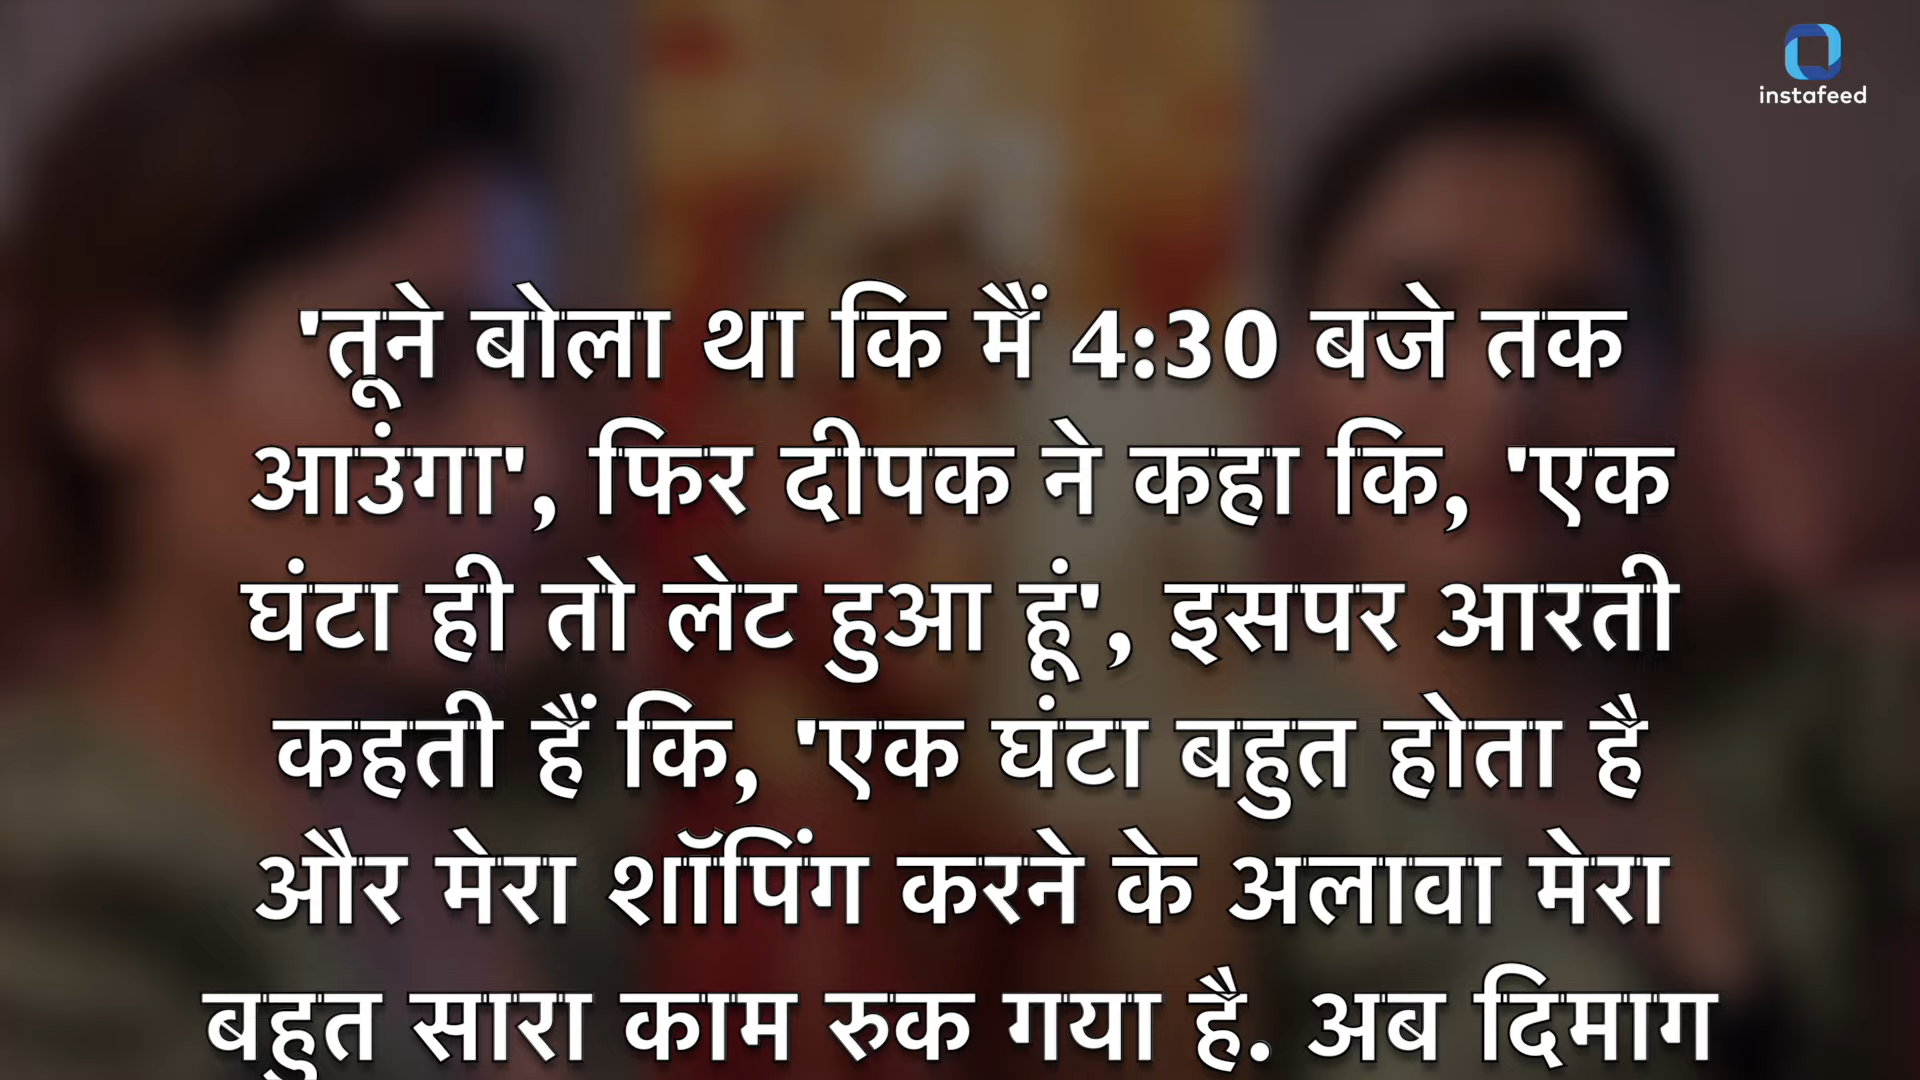 instafeed
'तूने बोला था कि मैं 4:30 बजे तक
आउंगा', फिर दीपक ने कहा कि, 'एक
घंटा ही तो लेट हुआ हूं', इसपर आरती
कहती हैं कि, 'एक घंटा बहुत होता है
और मेरा शॉपिंग करने के अलावा मेरा
बहुत सारा काम रुक गया है. अब दिमाग